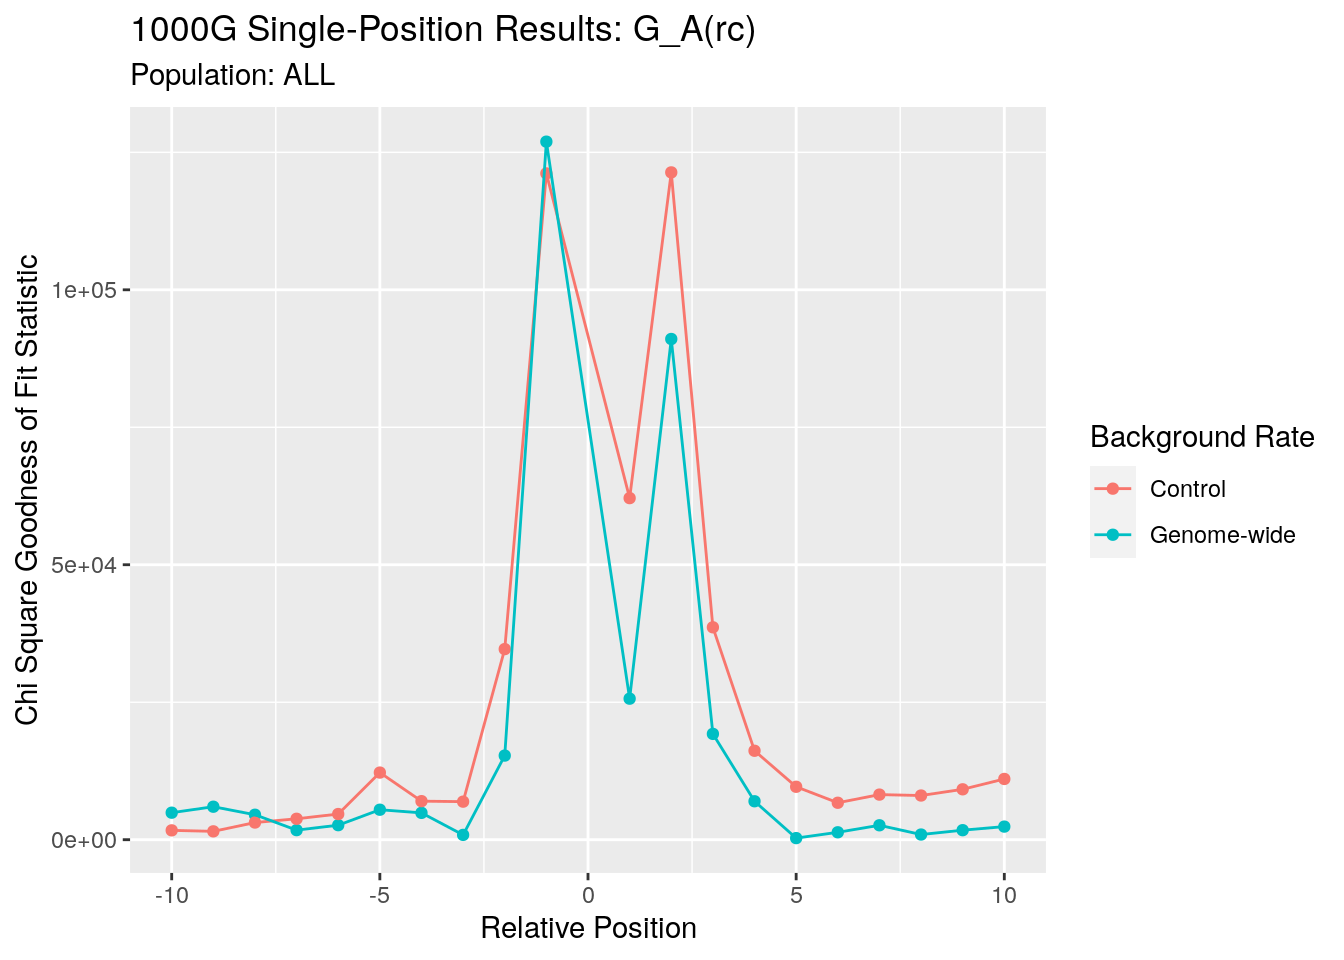 1000G Single-Position Results: G_A(rc)
Population: ALL
Chi Square Goodness of Fit Statistic
1e+05
5e+04
0e+00
-10
-5
0
5
10
Relative Position
Background Rate
Control
Genome-wide